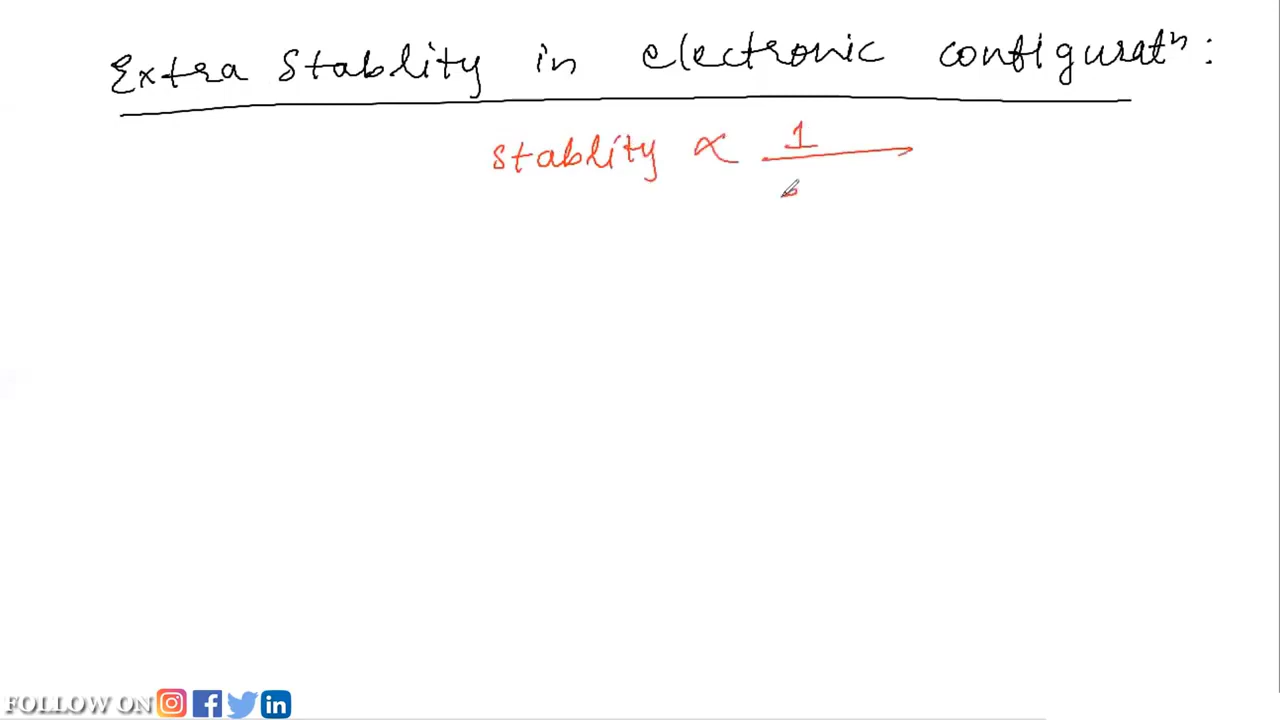 Extra Stablity in electronic configuratn:
stablity ∝ 1
FOLLOW ON